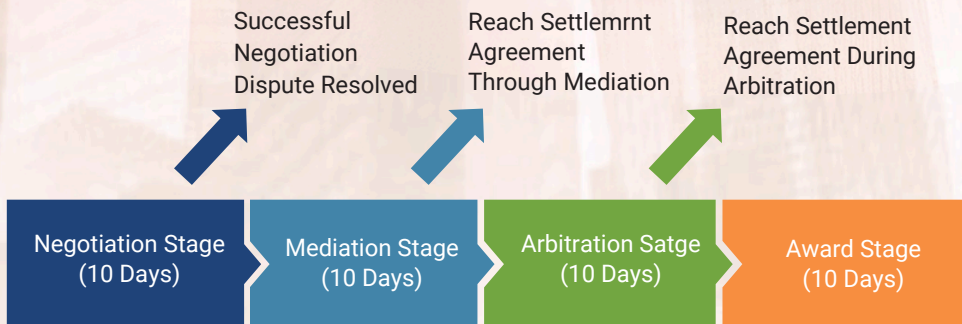 Successful
Negotiation
Dispute Resolved
Reach Settlemrnt
Agreement
Through Mediation
Reach Settlement
Agreement During
Arbitration
Negotiation Stage
(10 Days)
Mediation Stage
(10 Days)
Arbitration Satge
(10 Days)
Award Stage
(10 Days)